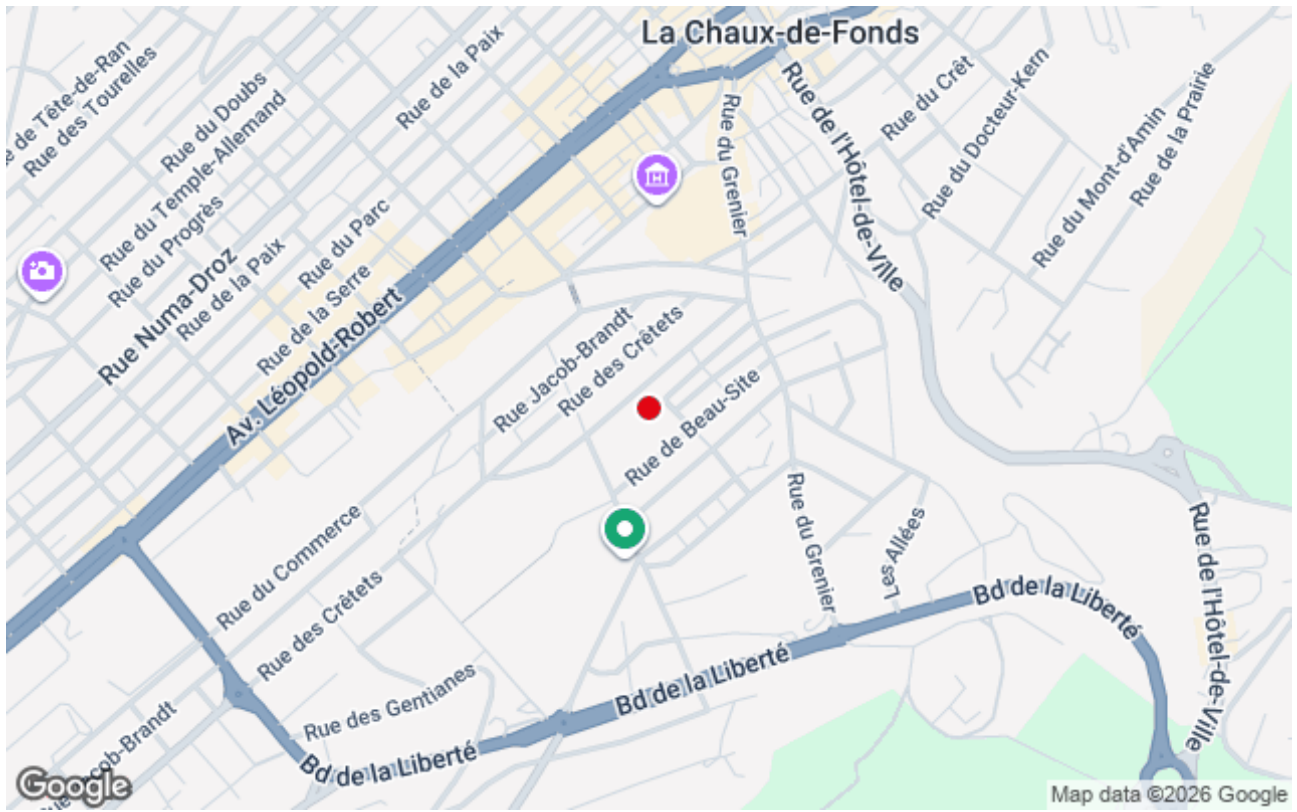 La Chaux-de-Fonds
de Tête-de-Ran
Rue des Tourelles
Rue du Doubs
Rue du Temple-Allemand
Rue du Progrès
Rue de la Paix
Rue Numa-Droz
Rue de la Paix
Rue du Parc
Rue de la Serre
Av. Léopold-Robert
Rue du Grenier
Rue de l'Hôtel-de-Ville
Rue du Crêt
Rue du Docteur-Kern
Rue du Mont-d'Amin
Rue de la Prairie
Rue Jacob-Brandt
Rue des Crêtets
Rue de Beau-Site
Rue du Commerce
Rue des Crêtets
Rue des Gentianes
Rue du Grenier
Les Allées
Bd de la Liberté
Bd de la Liberté
Bd de la Liberté
Rue de l'Hôtel-de-Ville
Rue Jacob-Brandt
Google
Map data ©2026 Google